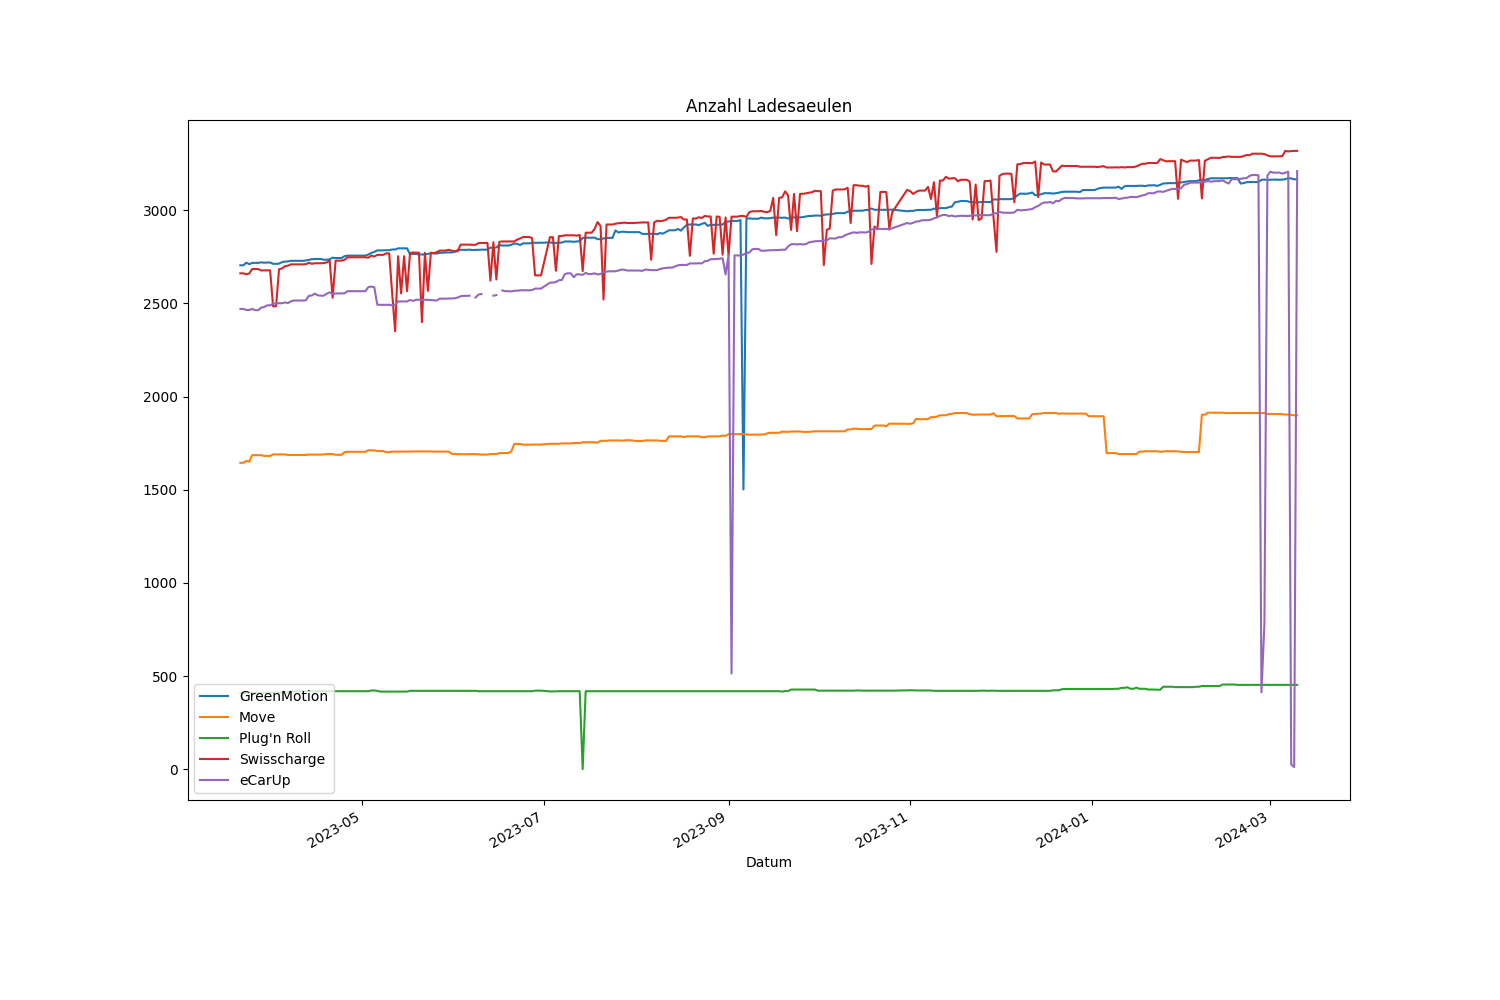 Anzahl Ladesaeulen
3000
2500
2000
1500
1000
500
0
GreenMotion
Move
Plug'n Roll
Swisscharge
eCarUp
2023-05
2023-07
2023-09
2023-11
2024-01
2024-03
Datum